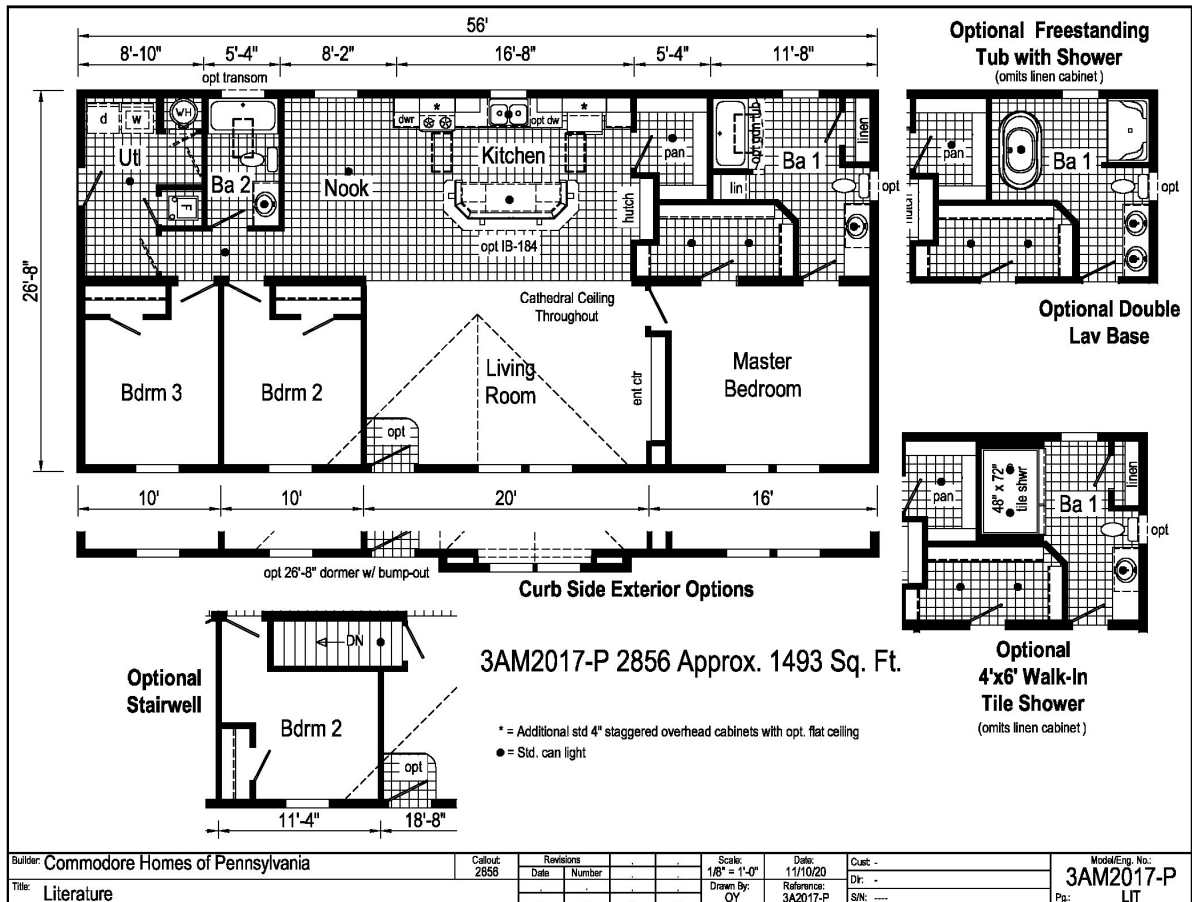 56'
8'-10"
5'-4"
8'-2"
16'-8"
5'-4"
11'-8"
opt transom
26'-8"
d
w
WH
Utl
Ba 2
F
Nook
dwr
*
opt dw
*
Kitchen
opt IB-184
hutch
pan
opt gdn tub
lin
Ba 1
linen
opt
Bdrm 3
Bdrm 2
Cathedral Ceiling
Throughout
Living
Room
opt
ent ctr
Master
Bedroom
10'
10'
20'
16'
opt 26'-8" dormer w/ bump-out
Curb Side Exterior Options
Optional Freestanding
Tub with Shower
(omits linen cabinet )
pan
Ba 1
hutch
opt
Optional Double
Lav Base
pan
48" x 72"
tile shwr
Ba 1
linen
opt
Optional
4'x6' Walk-In
Tile Shower
(omits linen cabinet )
Optional
Stairwell
DN
Bdrm 2
opt
11'-4"
18'-8"
3AM2017-P 2856 Approx. 1493 Sq. Ft.
* = Additional std 4" staggered overhead cabinets with opt. flat ceiling
● = Std. can light
Builder: Commodore Homes of Pennsylvania
Title: Literature
Callout:
2856
Revisions
Date Number
Scale:
1/8" = 1'-0"
Drawn By:
OY
Date:
11/10/20
Reference:
3A2017-P
Cust: -
Dir: -
S/N: ----
Model/Eng. No.:
3AM2017-P
Pg.: LIT